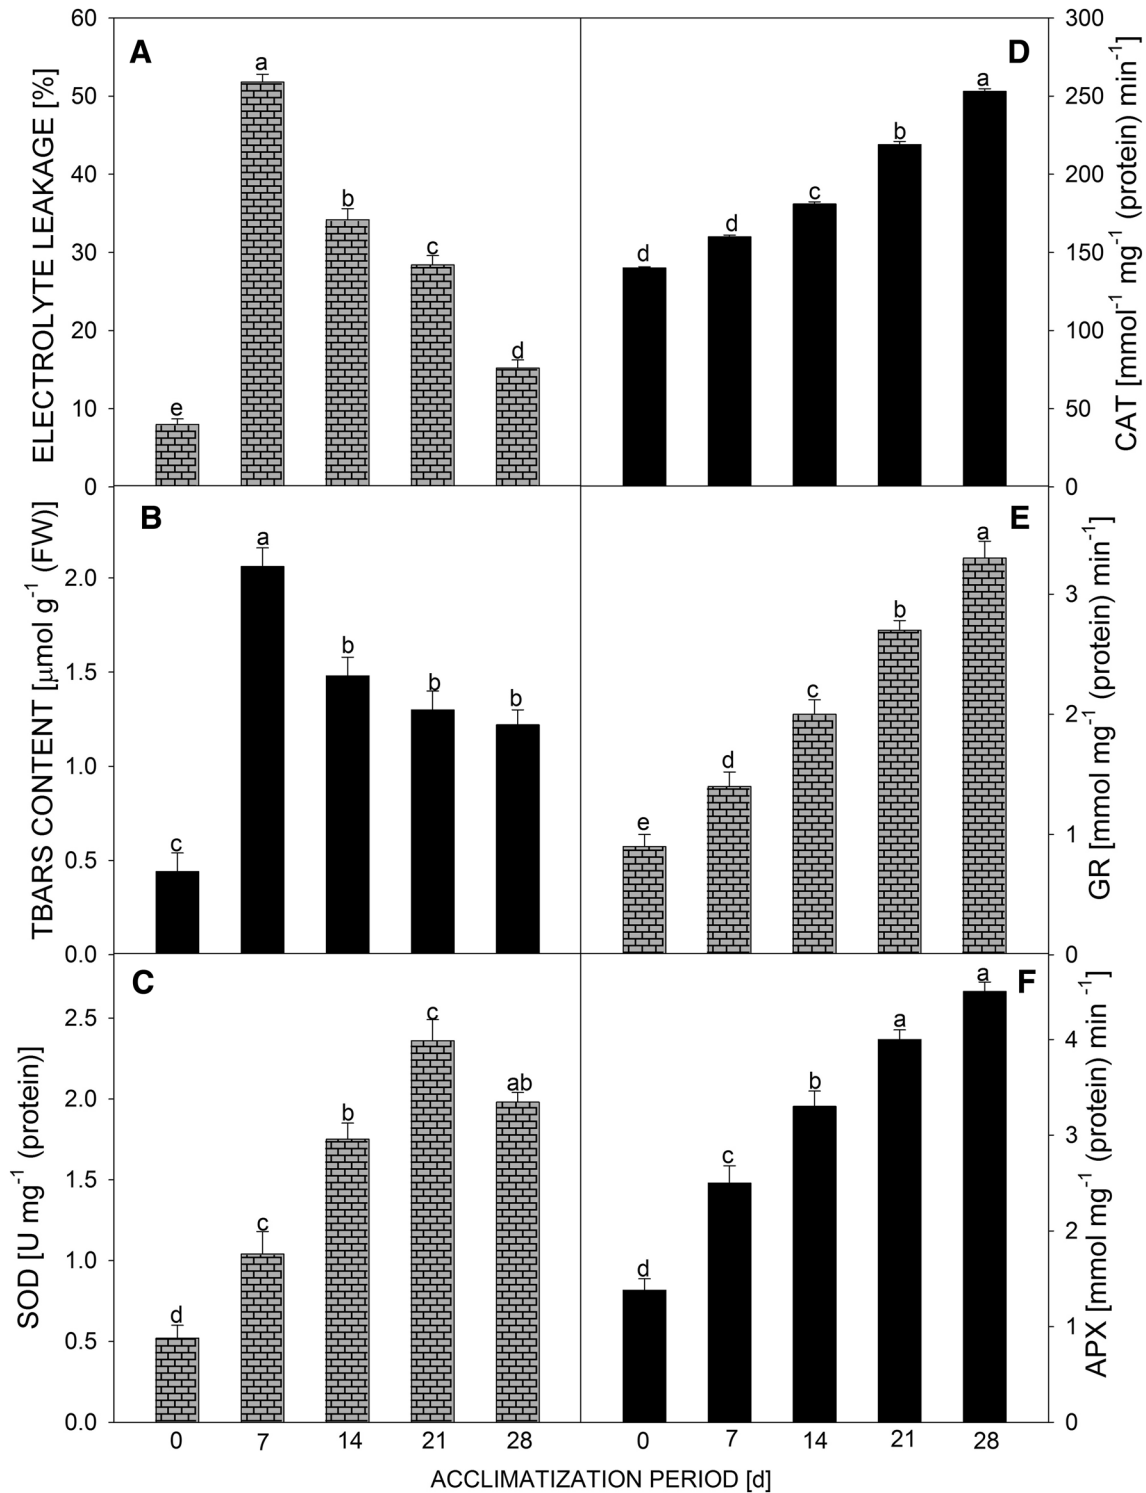 A
ELECTROLYTE LEAKAGE [%]
60
50
40
30
20
10
0
e
a
b
c
d
D
CAT [mmol⁻¹ mg⁻¹ (protein) min⁻¹]
300
250
200
150
100
50
0
d
d
c
b
a
B
TBARS CONTENT [μmol g⁻¹ (FW)]
2.0
1.5
1.0
0.5
0.0
c
a
b
b
b
E
GR [mmol mg⁻¹ (protein) min⁻¹]
3
2
1
0
e
d
c
b
a
C
SOD [U mg⁻¹ (protein)]
2.5
2.0
1.5
1.0
0.5
0.0
d
c
b
c
ab
F
APX [mmol mg⁻¹ (protein) min⁻¹]
4
3
2
1
0
d
c
b
a
a
0 7 14 21 28 0 7 14 21 28
ACCLIMATIZATION PERIOD [d]